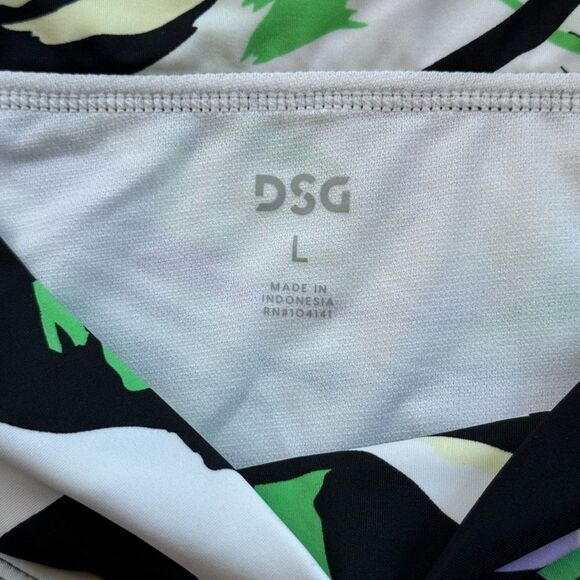 DSG
L
MADE IN
INDONESIA
RN#104141